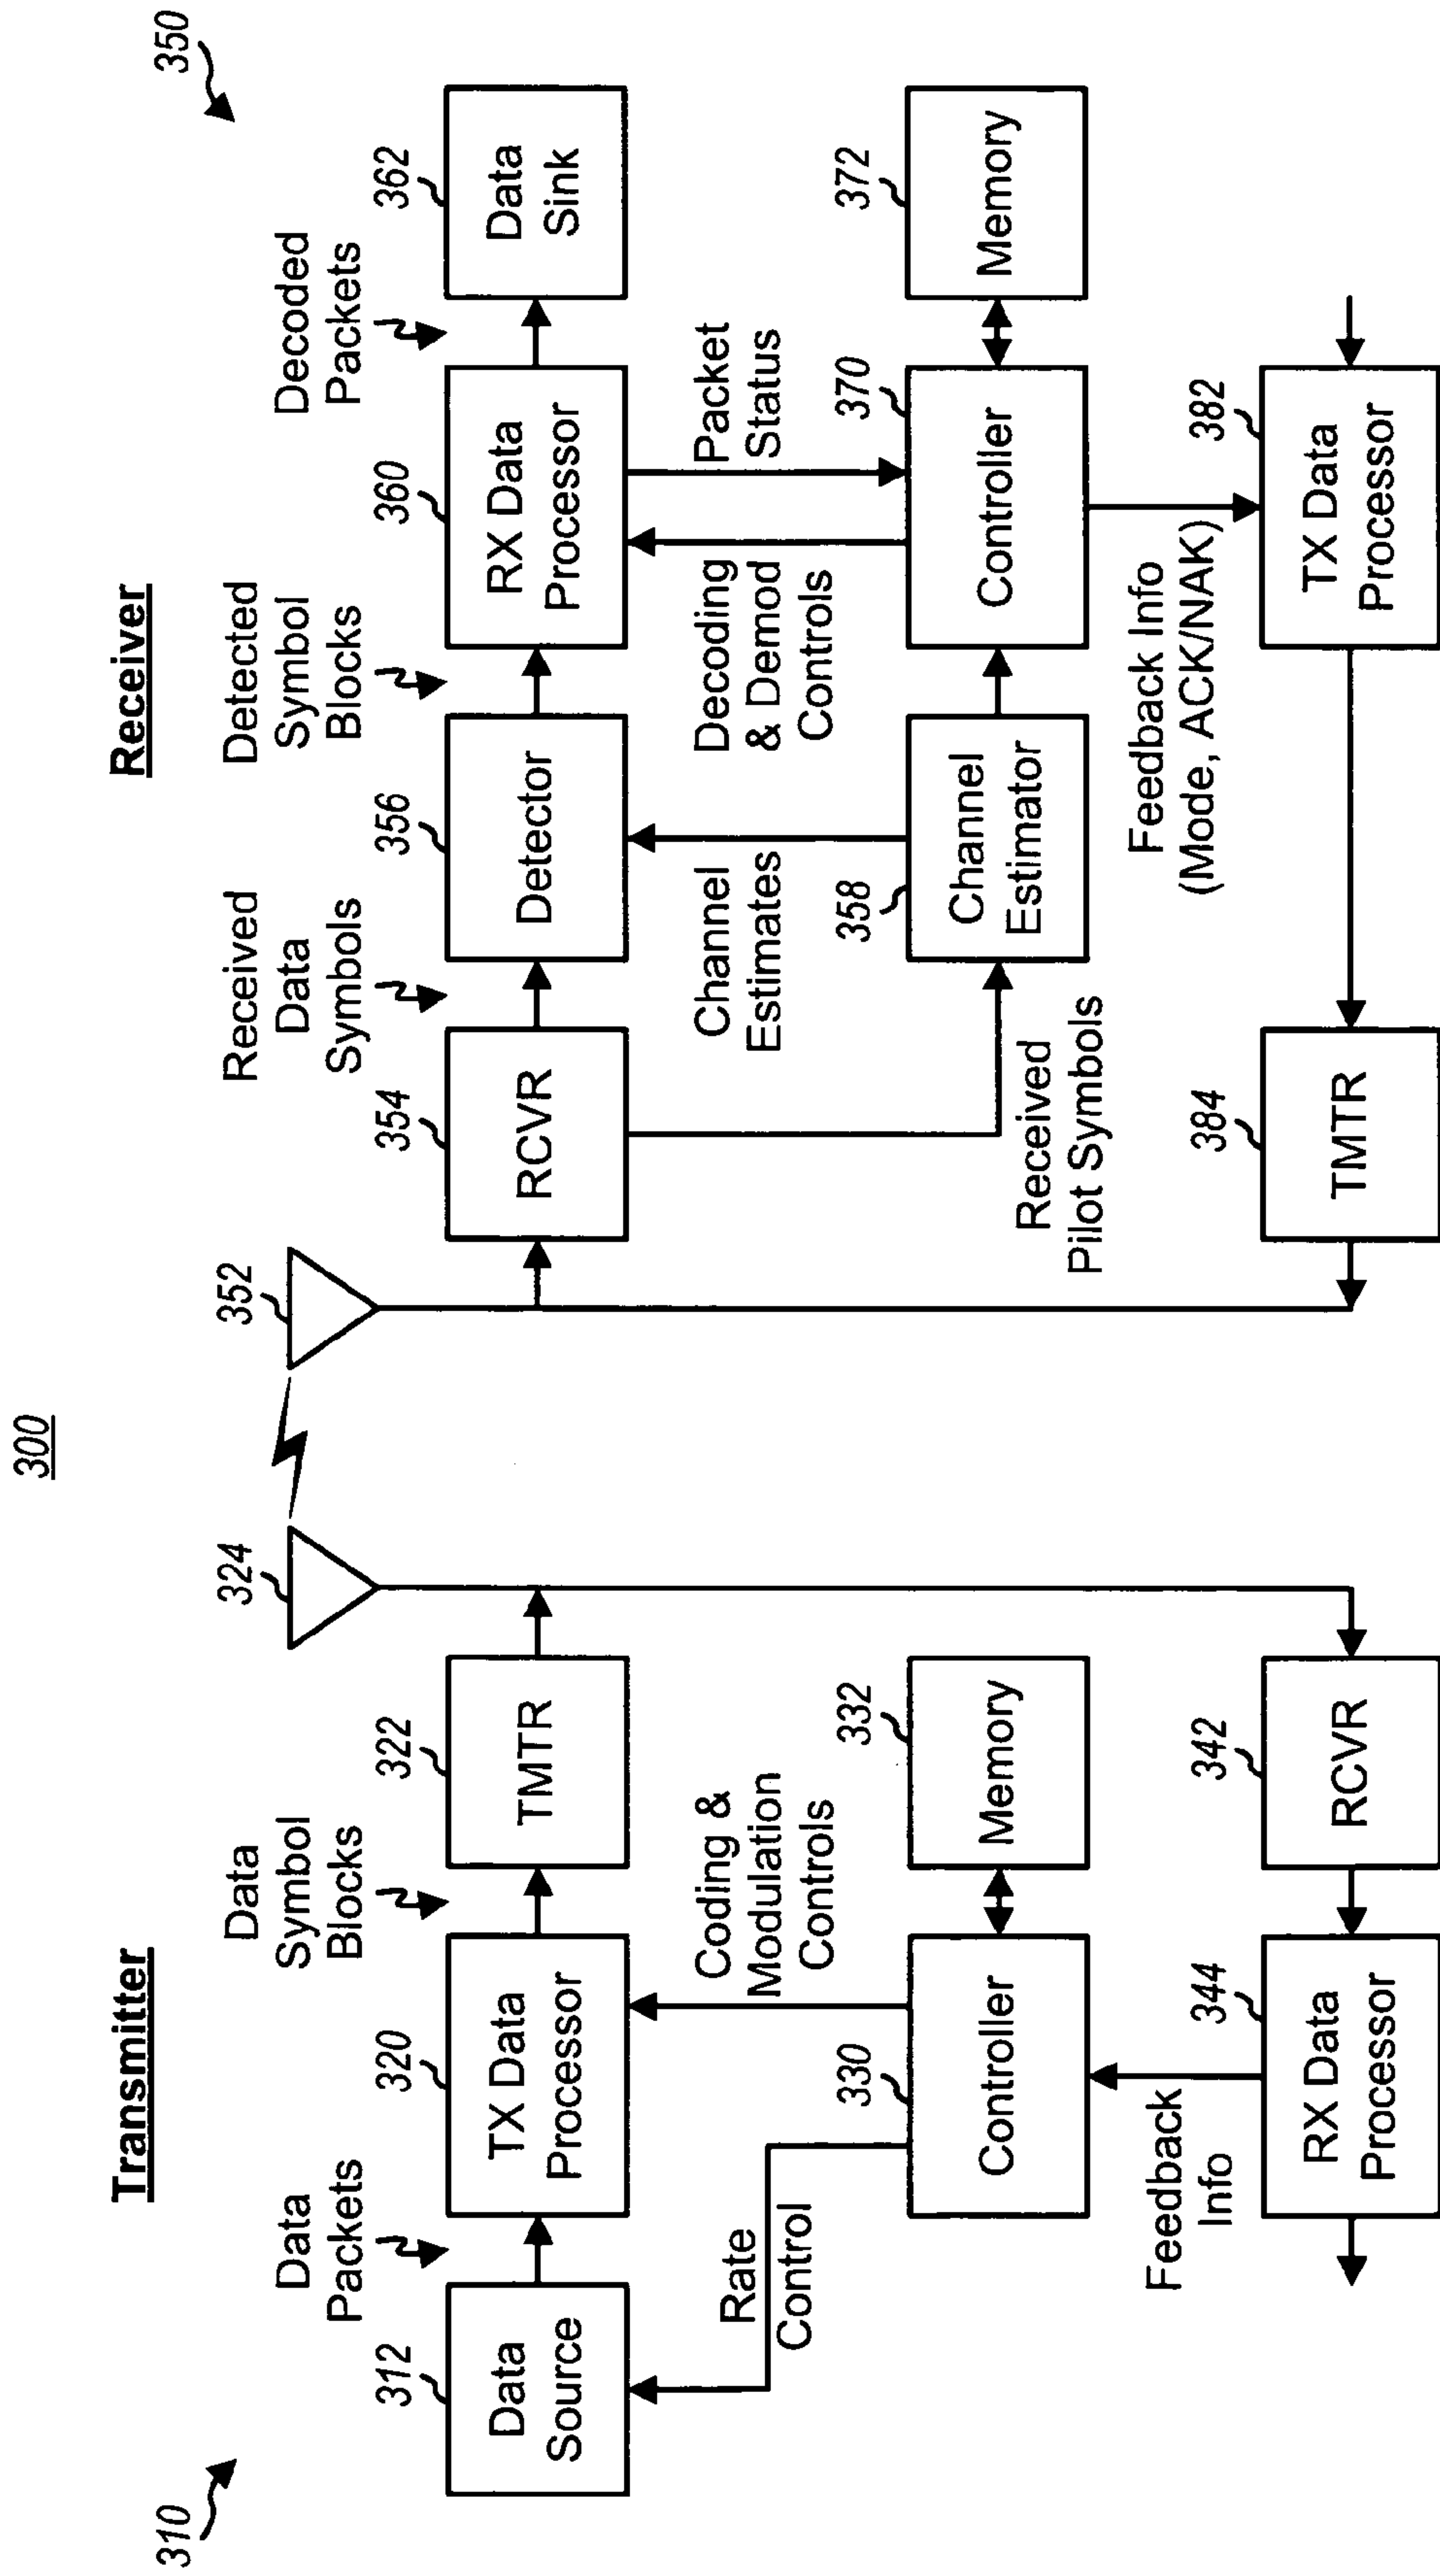 300
310
Transmitter
324
Data
Packets
Data
Symbol
Blocks
312
320
322
Data
Source
TX Data
Processor
TMTR
Rate
Control
Coding &
Modulation
Controls
330
332
Controller
Memory
Feedback
Info
344
342
RX Data
Processor
RCVR
350
Receiver
352
Received
Data
Symbols
Detected
Symbol
Blocks
Decoded
Packets
354
356
360
362
RCVR
Detector
RX Data
Processor
Data
Sink
Channel
Estimates
Decoding
& Demod
Controls
Packet
Status
358
370
372
Channel
Estimator
Controller
Memory
Received
Pilot Symbols
Feedback Info
(Mode, ACK/NAK)
384
382
TMTR
TX Data
Processor